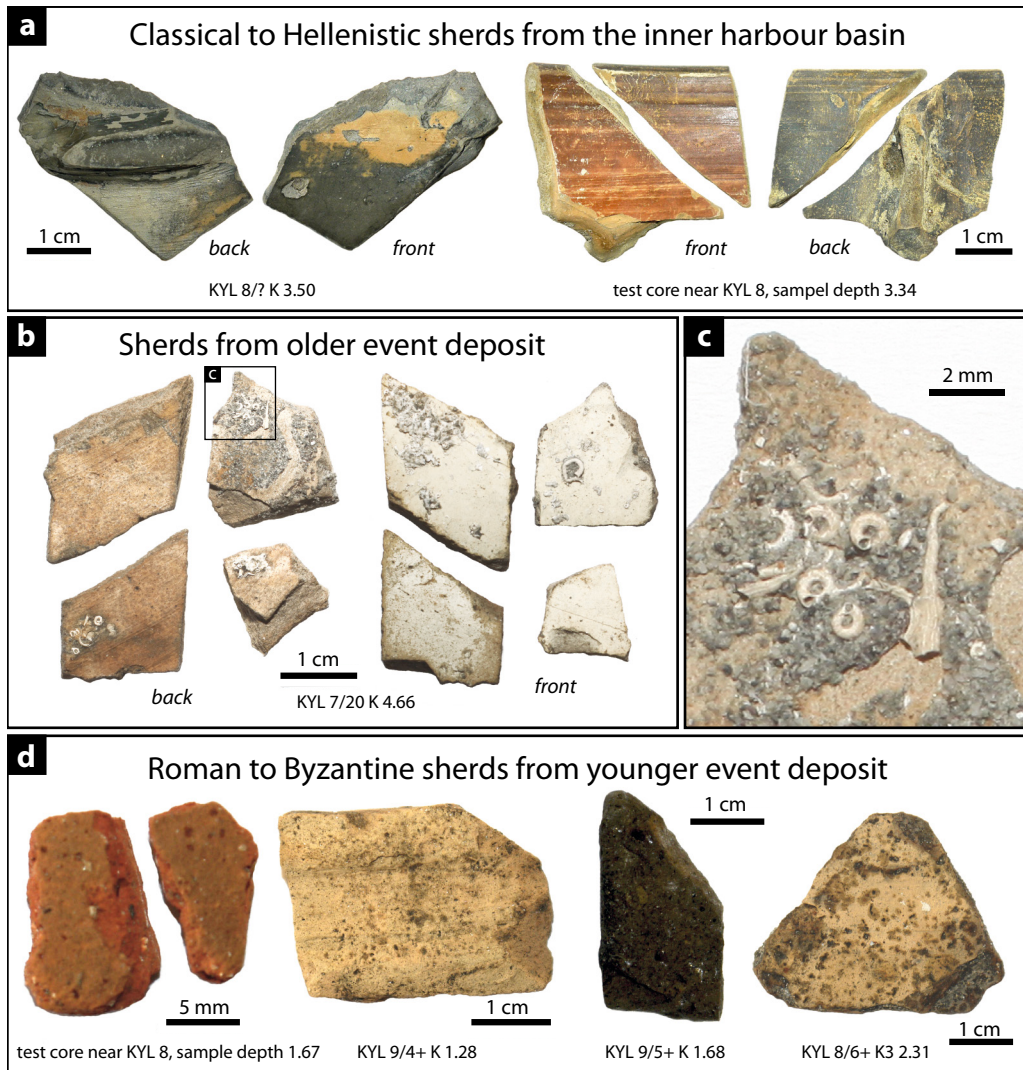 a
Classical to Hellenistic sherds from the inner harbour basin
1 cm
back
front
front
back
1 cm
KYL 8/? K 3.50
test core near KYL 8, sampel depth 3.34
b
Sherds from older event deposit
c
1 cm
back
front
KYL 7/20 K 4.66
c
2 mm
d
Roman to Byzantine sherds from younger event deposit
1 cm
5 mm
1 cm
1 cm
test core near KYL 8, sample depth 1.67
KYL 9/4+ K 1.28
KYL 9/5+ K 1.68
KYL 8/6+ K3 2.31